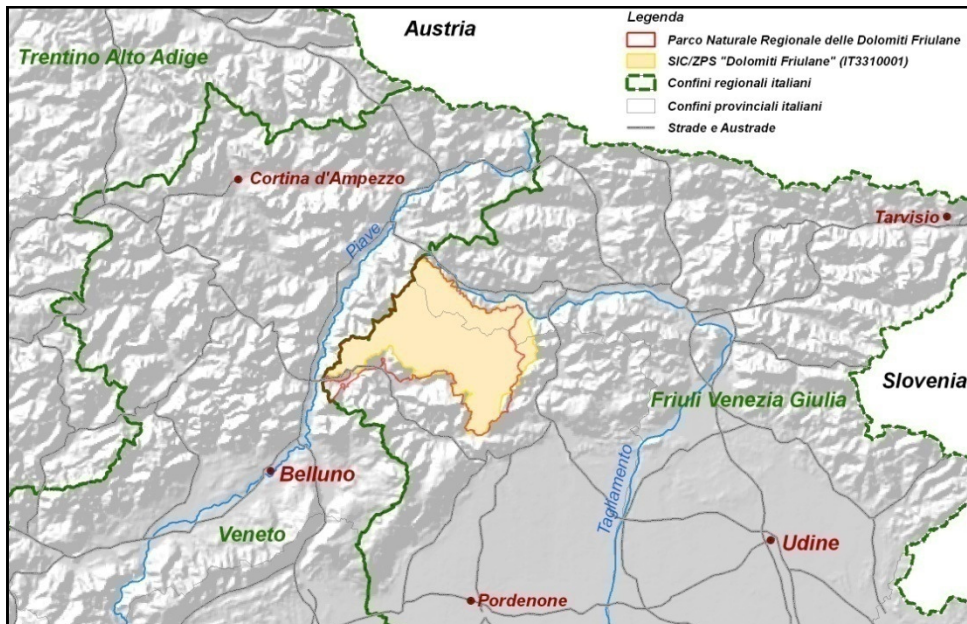 Austria
Legenda
Parco Naturale Regionale delle Dolomiti Friulane
SIC/ZPS "Dolomiti Friulane" (IT3310001)
Confini regionali italiani
Confini provinciali italiani
Strade e Austrade
Trentino Alto Adige
Cortina d'Ampezzo
Tarvisio
Piave
Slovenia
Friuli Venezia Giulia
Belluno
Tagliamento
Veneto
Udine
Pordenone